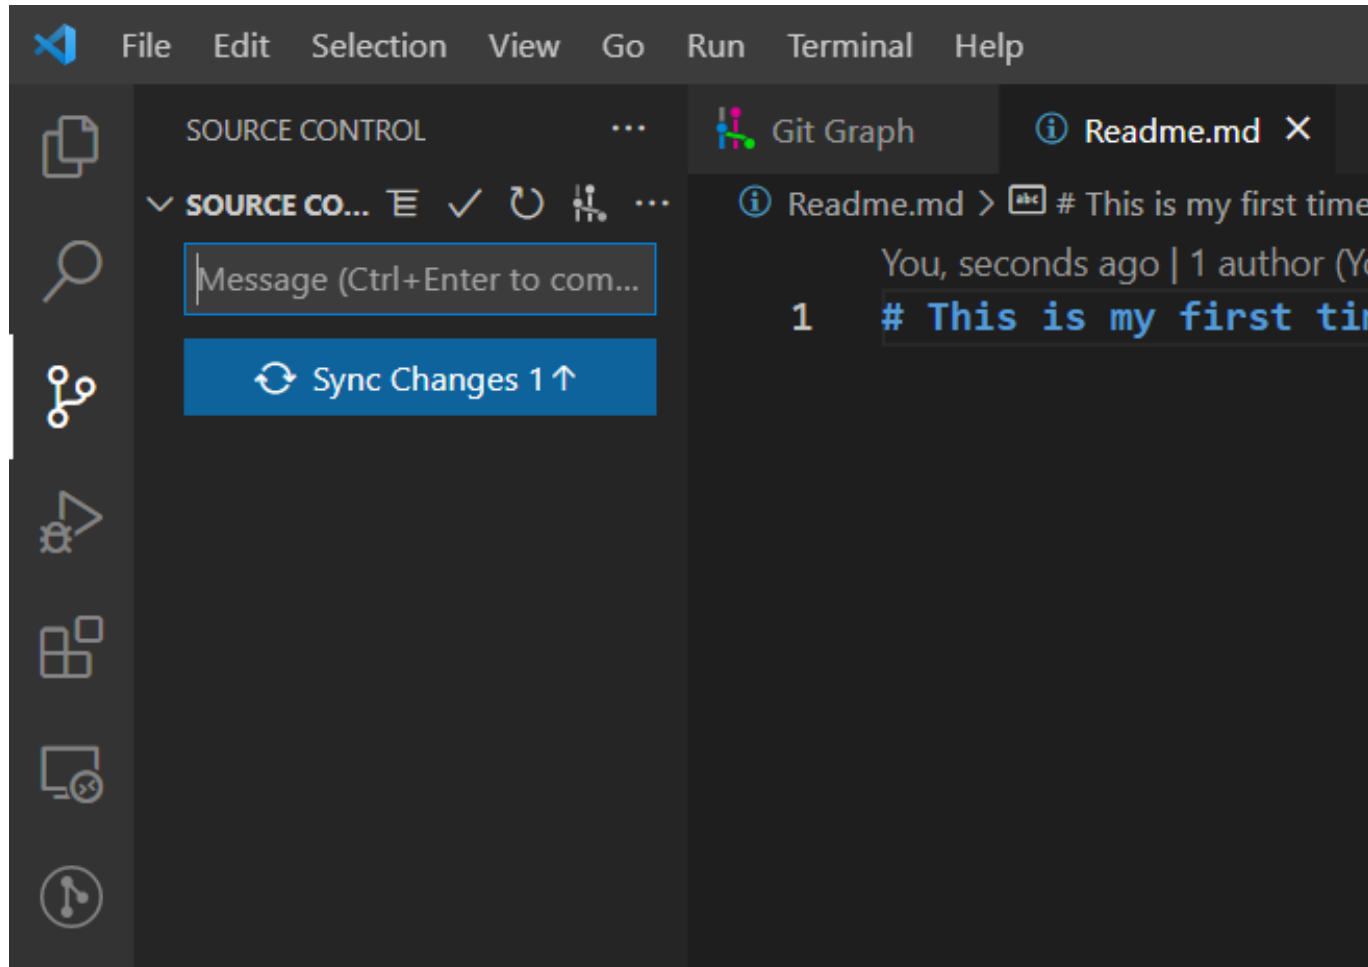 File Edit Selection View Go Run Terminal Help
SOURCE CONTROL
SOURCE CO...
Message (Ctrl+Enter to com...
Sync Changes 1↑
Git Graph
Readme.md
Readme.md > abc # This is my first time
You, seconds ago | 1 author (
1 # This is my first